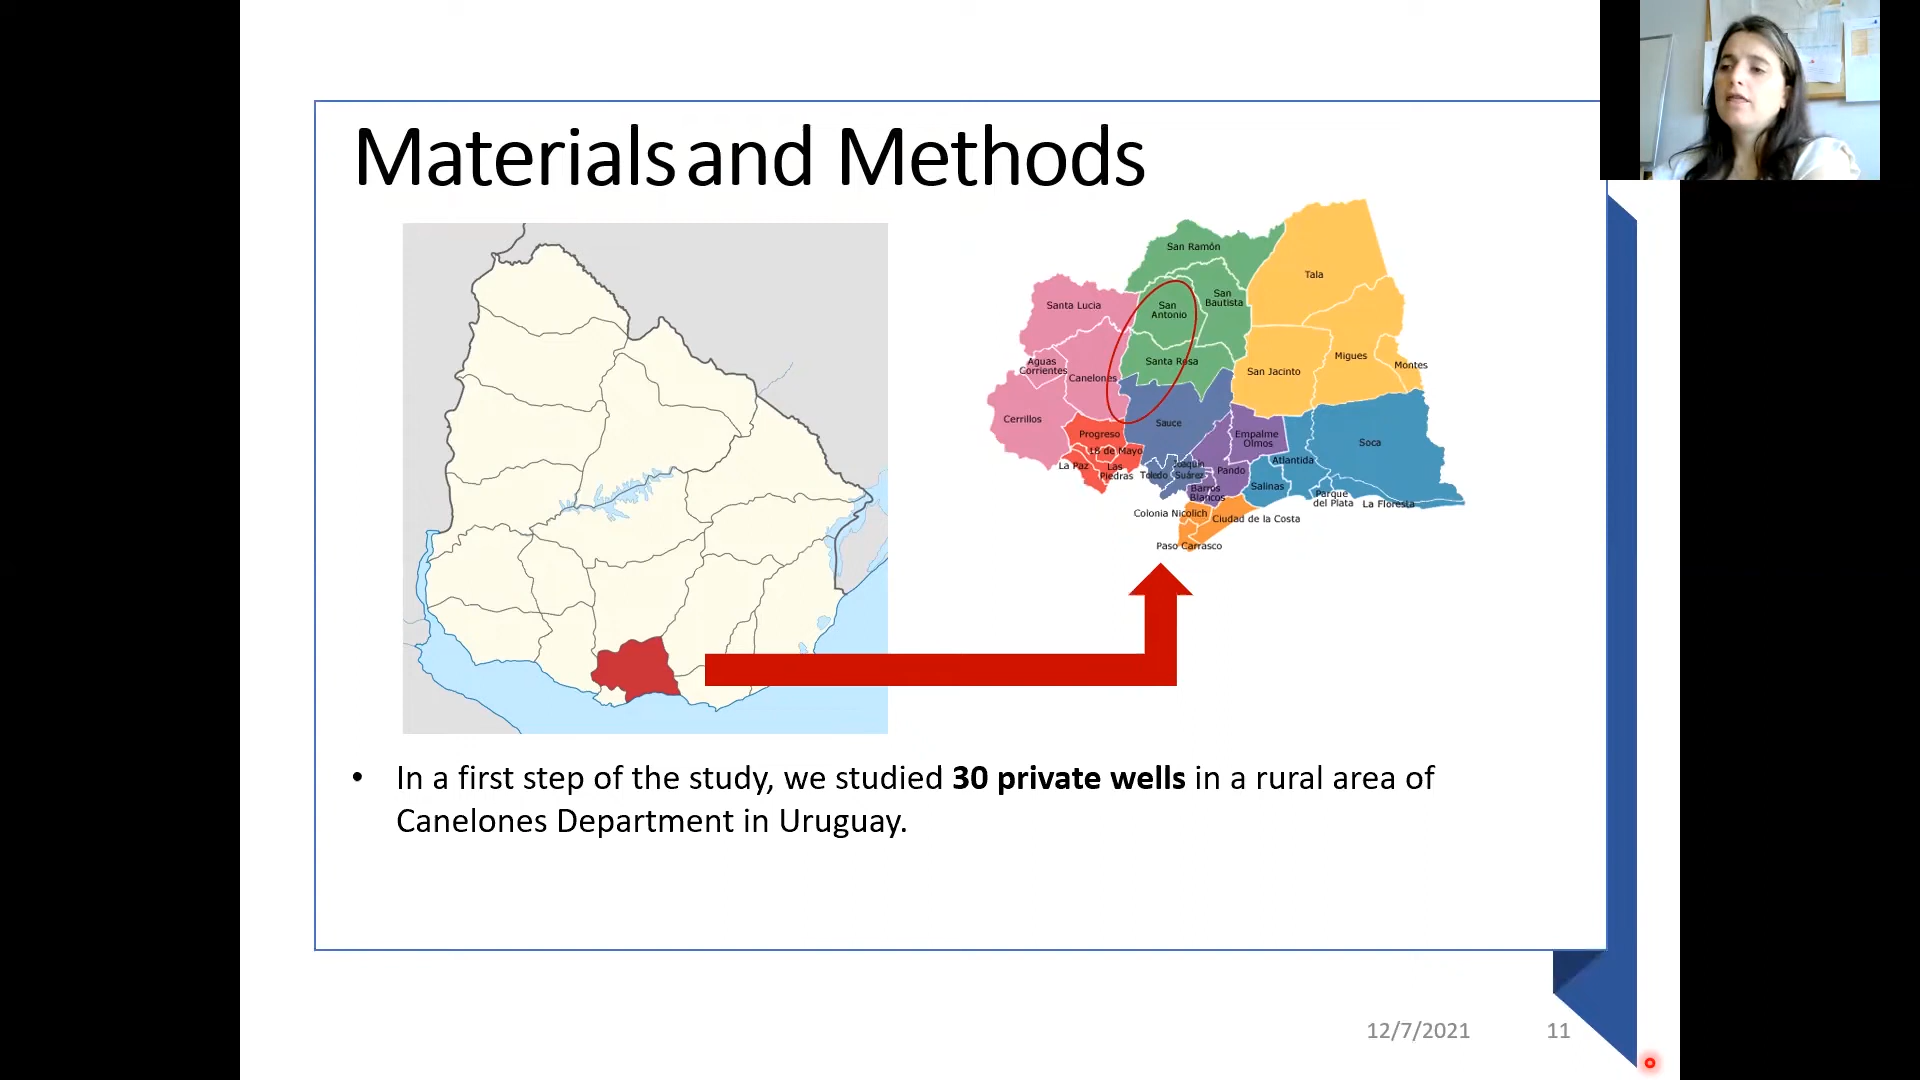 Materials and Methods
San Ramón
Tala
San
Bautista
Santa Lucia
San
Antonio
Migues
Aguas
Corrientes
Santa Rosa
Montes
San Jacinto
Canelones
Cerrillos
Sauce
Progreso
Empalme
Olmos
Soca
18 de Mayo
Atlantida
La Paz
Las
Piedras
Toledo
Joaquin
Suárez
Pando
Salinas
Barros
Blancos
Parque
del Plata
La Floresta
Colonia Nicolich
Ciudad de la Costa
Paso Carrasco
• In a first step of the study, we studied 30 private wells in a rural area of
Canelones Department in Uruguay.
12/7/2021
11